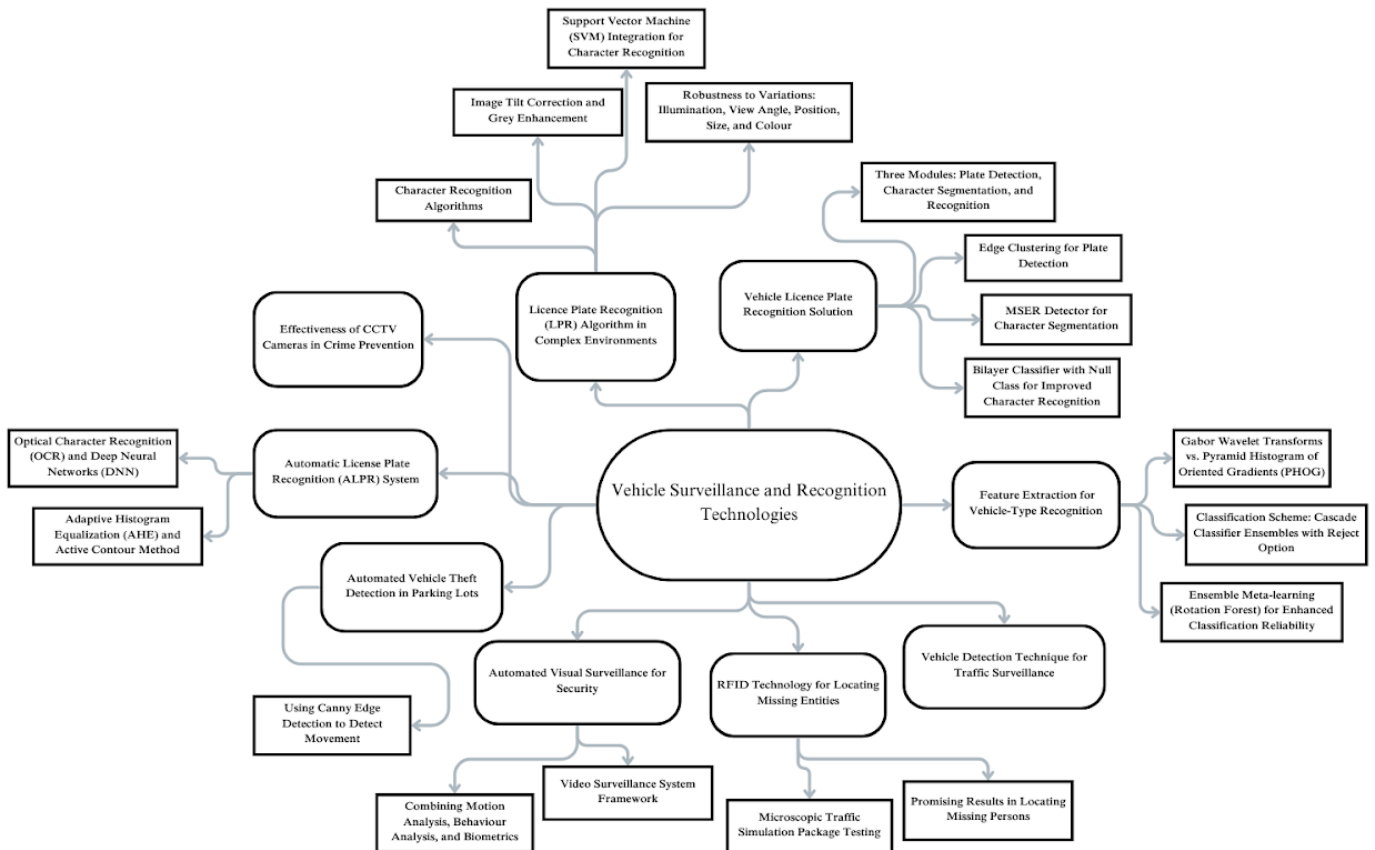 Support Vector Machine
(SVM) Integration for
Character Recognition
Image Tilt Correction and
Grey Enhancement
Robustness to Variations:
Illumination, View Angle, Position,
Size, and Colour
Character Recognition
Algorithms
Three Modules: Plate Detection,
Character Segmentation, and
Recognition
Edge Clustering for Plate
Detection
MSER Detector for
Character Segmentation
Bilayer Classifier with Null
Class for Improved
Character Recognition
Vehicle Licence Plate
Recognition Solution
Licence Plate Recognition
(LPR) Algorithm in
Complex Environments
Effectiveness of CCTV
Cameras in Crime Prevention
Optical Character Recognition
(OCR) and Deep Neural
Networks (DNN)
Automatic License Plate
Recognition (ALPR) System
Adaptive Histogram
Equalization (AHE) and
Active Contour Method
Vehicle Surveillance and Recognition
Technologies
Feature Extraction for
Vehicle-Type Recognition
Gabor Wavelet Transforms
vs. Pyramid Histogram of
Oriented Gradients (PHOG)
Classification Scheme: Cascade
Classifier Ensembles with Reject
Option
Ensemble Meta-learning
(Rotation Forest) for Enhanced
Classification Reliability
Automated Vehicle Theft
Detection in Parking Lots
Using Canny Edge
Detection to Detect
Movement
Automated Visual Surveillance for
Security
RFID Technology for Locating
Missing Entities
Vehicle Detection Technique for
Traffic Surveillance
Combining Motion
Analysis, Behaviour
Analysis, and Biometrics
Video Surveillance System
Framework
Microscopic Traffic
Simulation Package Testing
Promising Results in Locating
Missing Persons